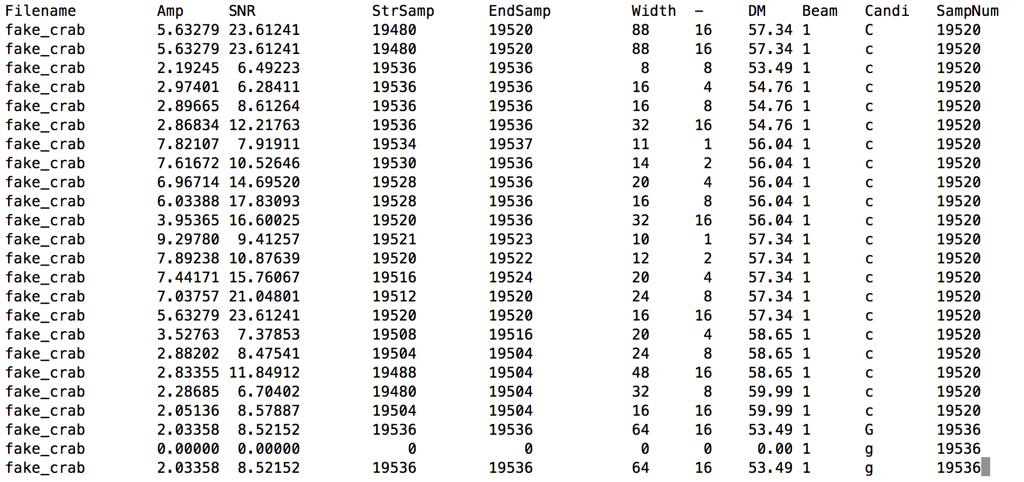 Filename Amp SNR StrSamp EndSamp Width – DM Beam Candi SampNum
fake_crab 5.63279 23.61241 19480 19520 88 16 57.34 1 C 19520
fake_crab 5.63279 23.61241 19480 19520 88 16 57.34 1 c 19520
fake_crab 2.19245 6.49223 19536 19536 8 8 53.49 1 c 19520
fake_crab 2.97401 6.28411 19536 19536 16 4 54.76 1 c 19520
fake_crab 2.89665 8.61264 19536 19536 16 8 54.76 1 c 19520
fake_crab 2.86834 12.21763 19536 19536 32 16 54.76 1 c 19520
fake_crab 7.82107 7.91911 19534 19537 11 1 56.04 1 c 19520
fake_crab 7.61672 10.52646 19530 19536 14 2 56.04 1 c 19520
fake_crab 6.96714 14.69520 19528 19536 20 4 56.04 1 c 19520
fake_crab 6.03388 17.83093 19528 19536 16 8 56.04 1 c 19520
fake_crab 3.95365 16.60025 19520 19536 32 16 56.04 1 c 19520
fake_crab 9.29780 9.41257 19521 19523 10 1 57.34 1 c 19520
fake_crab 7.89238 10.87639 19520 19522 12 2 57.34 1 c 19520
fake_crab 7.44171 15.76067 19516 19524 20 4 57.34 1 c 19520
fake_crab 7.03757 21.04801 19512 19520 24 8 57.34 1 c 19520
fake_crab 5.63279 23.61241 19520 19520 16 16 57.34 1 c 19520
fake_crab 3.52763 7.37853 19508 19516 20 4 58.65 1 c 19520
fake_crab 2.88202 8.47541 19504 19504 24 8 58.65 1 c 19520
fake_crab 2.83355 11.84912 19488 19504 48 16 58.65 1 c 19520
fake_crab 2.28685 6.70402 19480 19504 32 8 59.99 1 c 19520
fake_crab 2.05136 8.57887 19504 19504 16 16 59.99 1 c 19520
fake_crab 2.03358 8.52152 19536 19536 64 16 53.49 1 G 19536
fake_crab 0.00000 0.00000 0 0 0 0 0.00 1 g 19536
fake_crab 2.03358 8.52152 19536 19536 64 16 53.49 1 g 19536